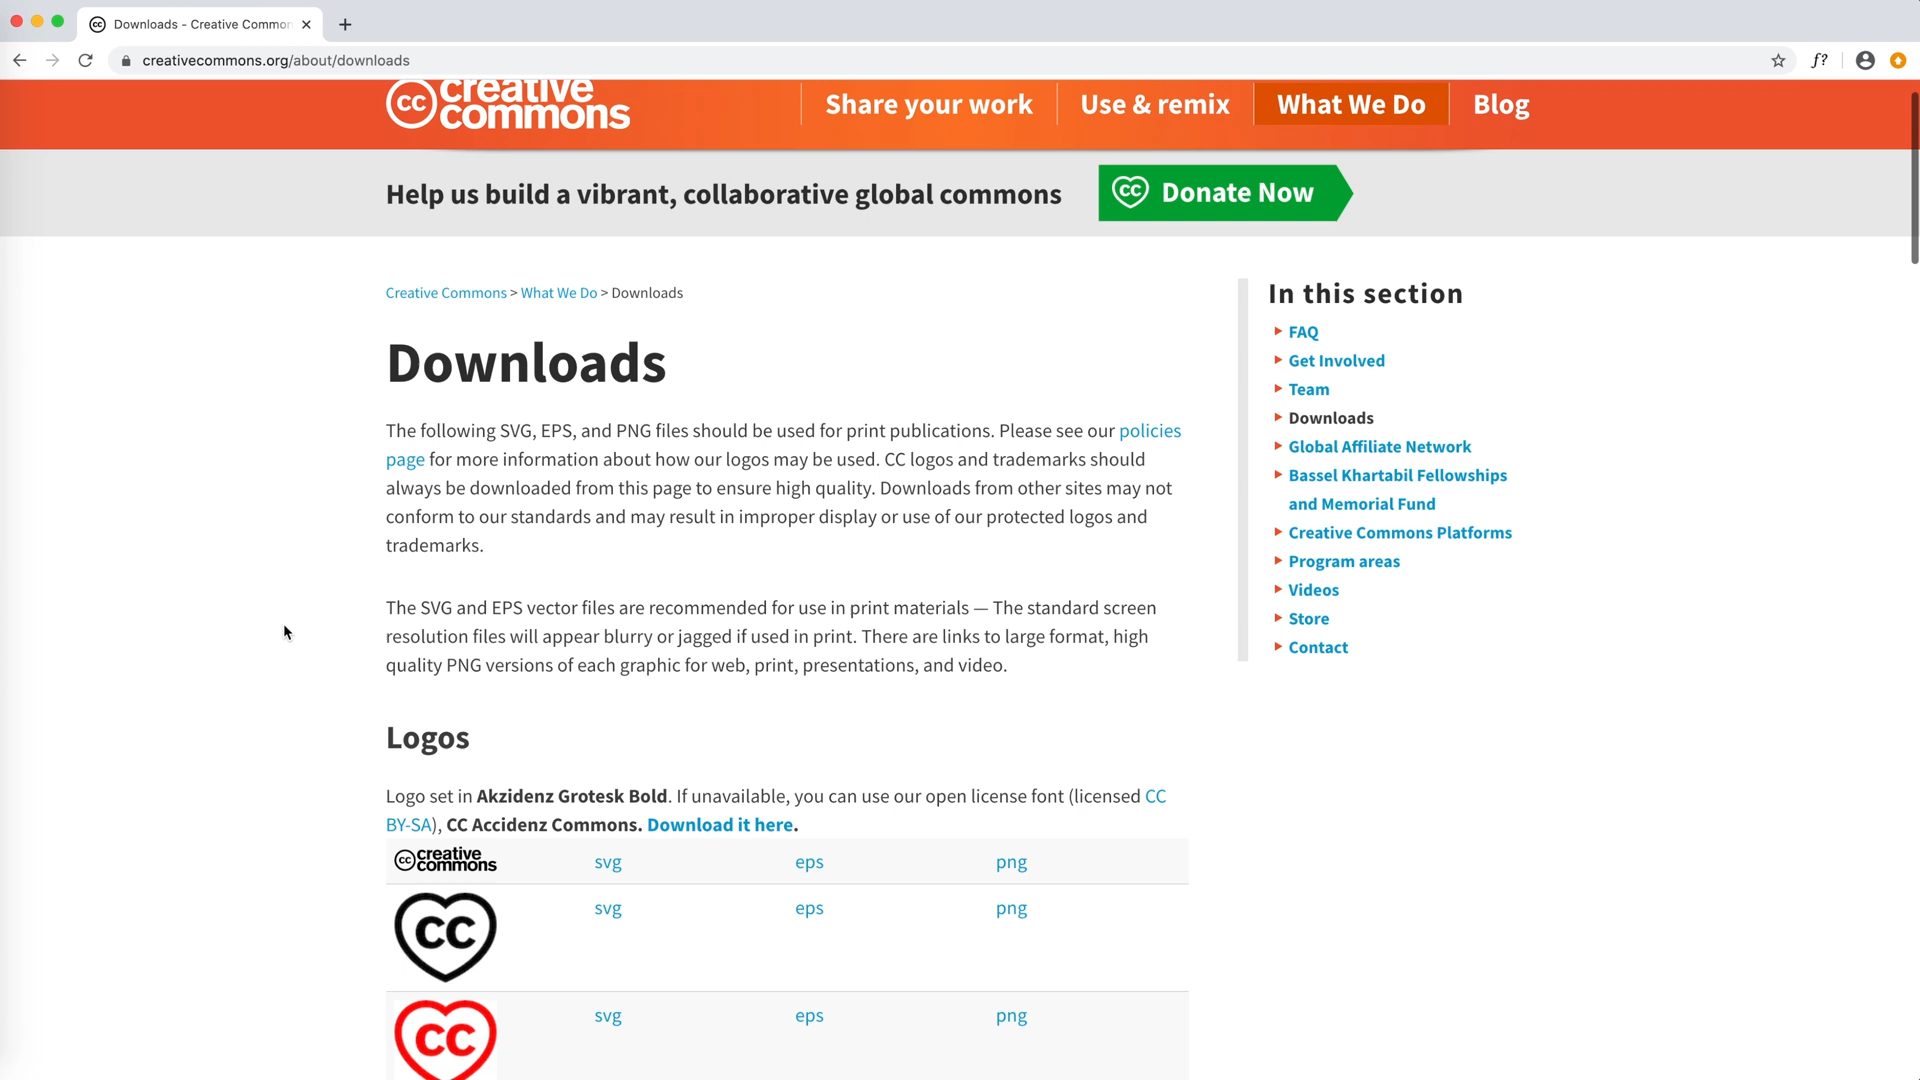 Downloads - Creative Common
creativecommons.org/about/downloads
f?
cc creative
commons
Share your work
Use & remix
What We Do
Blog
Help us build a vibrant, collaborative global commons
cc Donate Now
Creative Commons > What We Do > Downloads
Downloads
The following SVG, EPS, and PNG files should be used for print publications. Please see our policies
page for more information about how our logos may be used. CC logos and trademarks should
always be downloaded from this page to ensure high quality. Downloads from other sites may not
conform to our standards and may result in improper display or use of our protected logos and
trademarks.
The SVG and EPS vector files are recommended for use in print materials — The standard screen
resolution files will appear blurry or jagged if used in print. There are links to large format, high
quality PNG versions of each graphic for web, print, presentations, and video.
Logos
Logo set in Akzidenz Grotesk Bold. If unavailable, you can use our open license font (licensed CC
BY-SA), CC Accidenz Commons. Download it here.
cc creative commons svg eps png
cc svg eps png
cc svg eps png
In this section
FAQ
Get Involved
Team
Downloads
Global Affiliate Network
Bassel Khartabil Fellowships
and Memorial Fund
Creative Commons Platforms
Program areas
Videos
Store
Contact